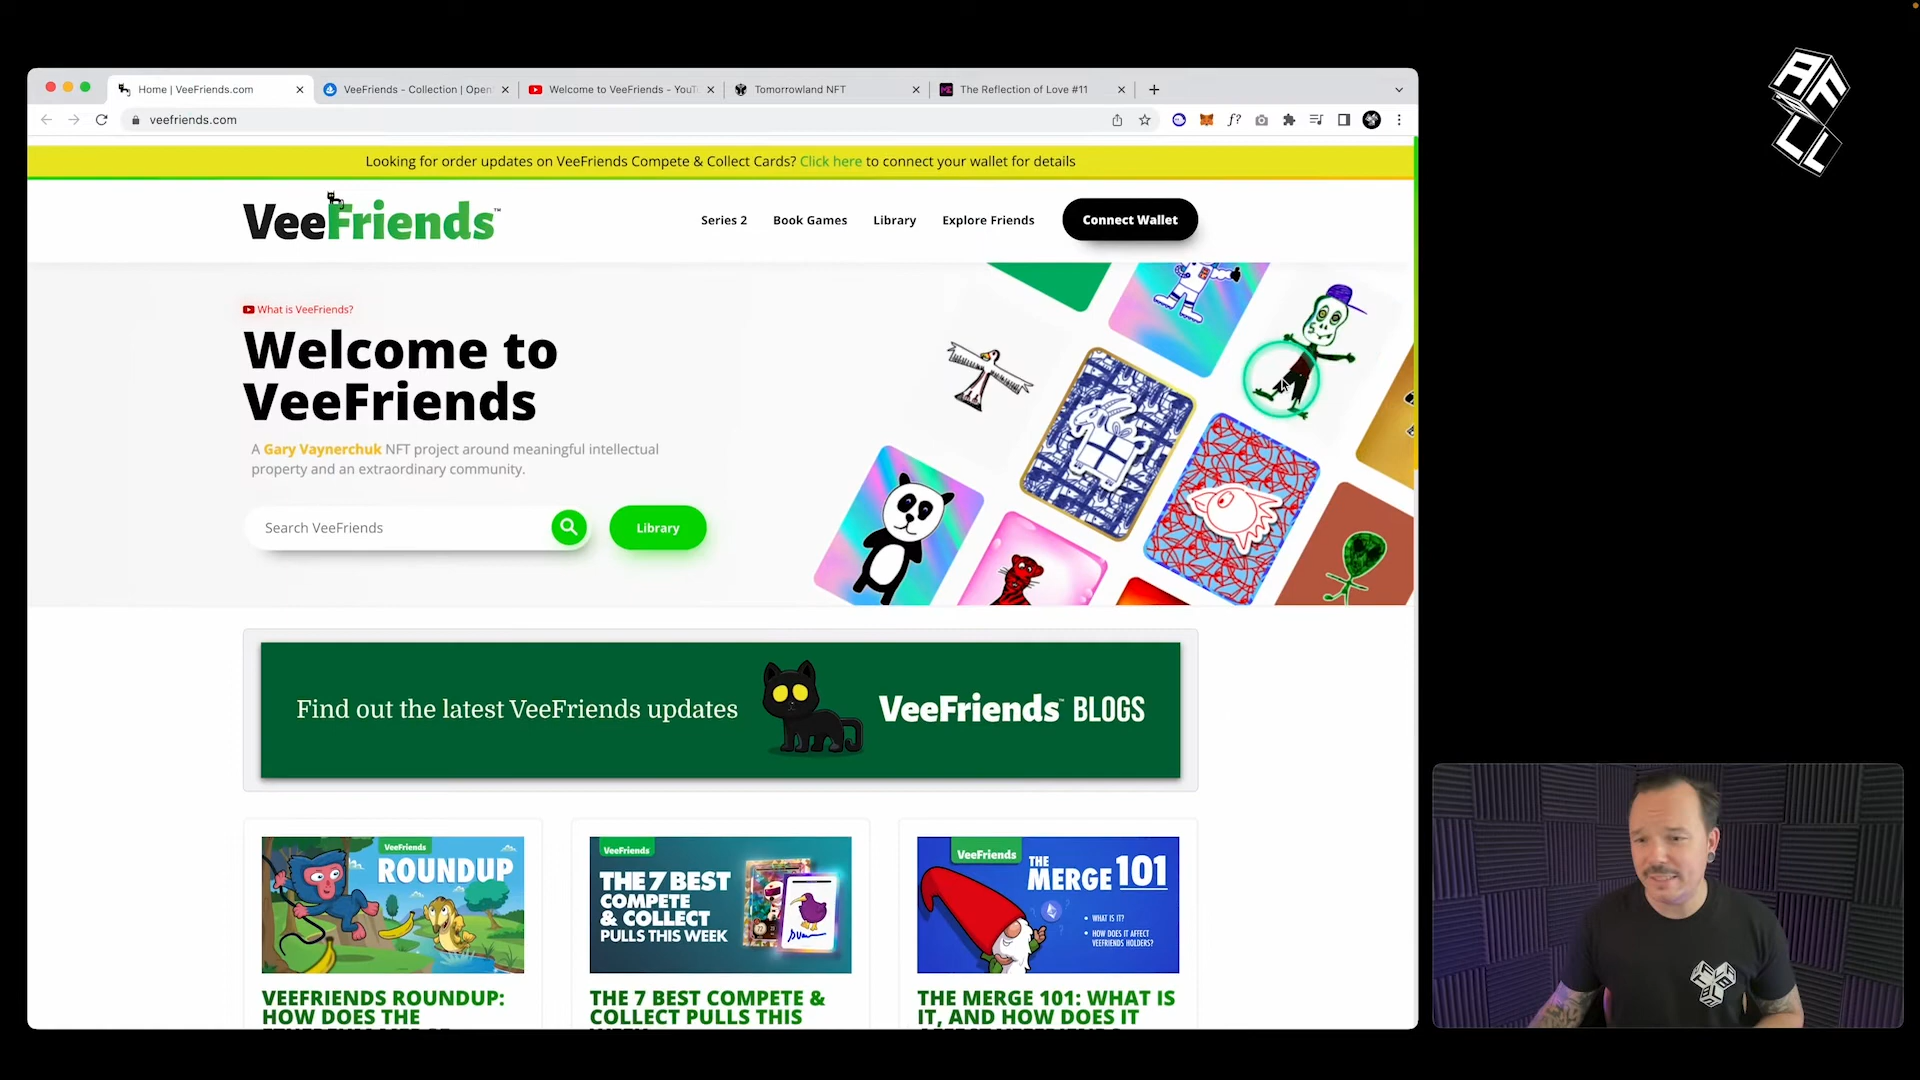 Home | VeeFriends.com
VeeFriends - Collection | Open
Welcome to VeeFriends - YouT
Tomorrowland NFT
The Reflection of Love #11
veefriends.com
Looking for order updates on VeeFriends Compete & Collect Cards? Click here to connect your wallet for details
VeeFriends™
Series 2
Book Games
Library
Explore Friends
Connect Wallet
What is VeeFriends?
Welcome to
VeeFriends
A Gary Vaynerchuk NFT project around meaningful intellectual
property and an extraordinary community.
Search VeeFriends
Library
Find out the latest VeeFriends updates
VeeFriends™ BLOGS
VeeFriends
ROUNDUP
VeeFriends
THE 7 BEST
COMPETE
& COLLECT
PULLS THIS WEEK
VeeFriends
THE
MERGE 101
• WHAT IS IT?
• HOW DOES IT AFFECT
VEEFRIENDS HOLDERS?
VEEFRIENDS ROUNDUP:
HOW DOES THE
THE 7 BEST COMPETE &
COLLECT PULLS THIS
THE MERGE 101: WHAT IS
IT, AND HOW DOES IT